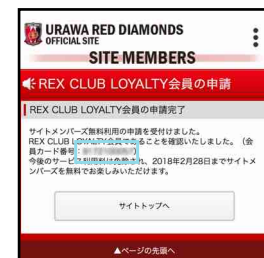 URAWA RED DIAMONDS
OFFICIAL SITE
SITE MEMBERS
REX CLUB LOYALTY会員の申請
REX CLUB LOYALTY会員の申請完了
サイトメンバーズ無料利用の申請を受付けました。
REX CLUB LOYALTY会員であることを確認いたしました。（会
員カード番号：
今後のサービス利用料は免除され、2018年2月28日までサイトメ
ンバーズを無料でお楽しみいただけます。
サイトトップへ
▲ページの先頭へ